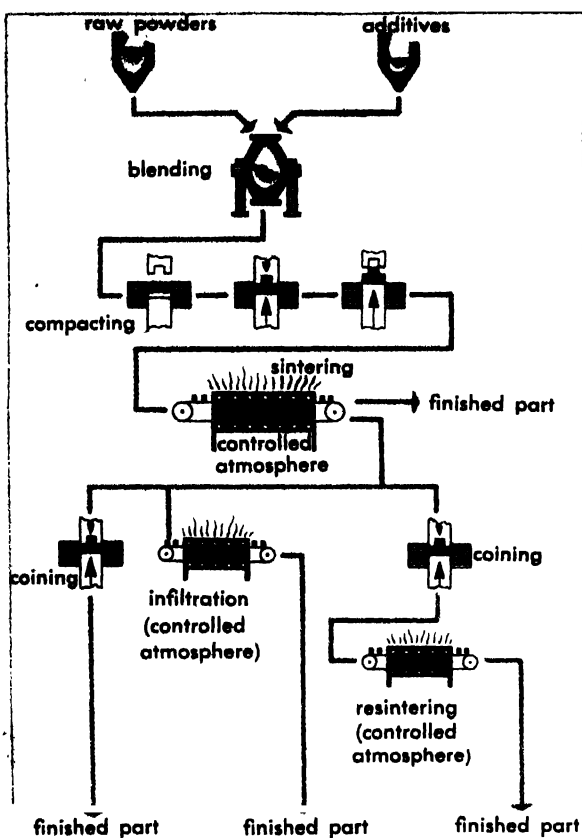 raw powders
additives
blending
compacting
sintering
finished part
controlled
atmosphere
coining
coining
infiltration
(controlled
atmosphere)
resintering
(controlled
atmosphere)
finished part
finished part
finished part